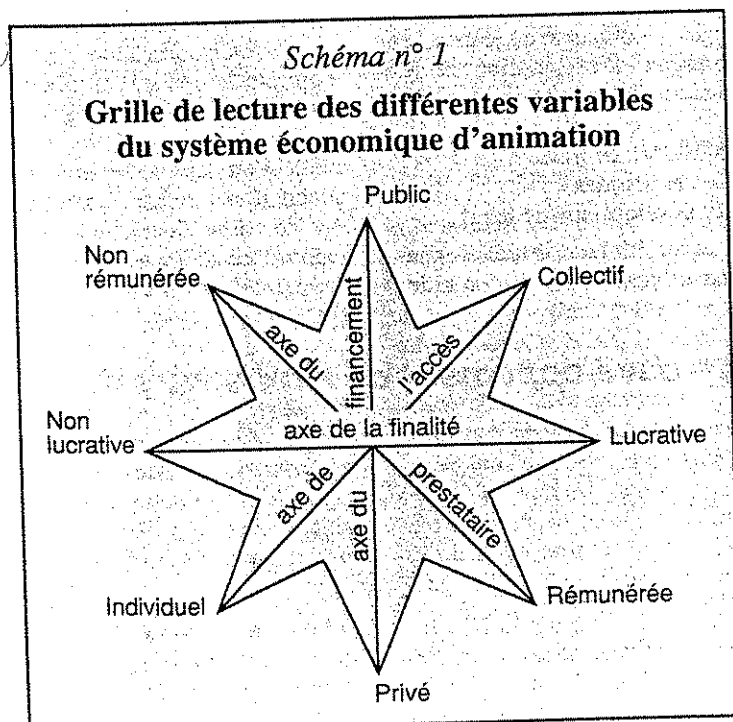 Schéma n° 1
Grille de lecture des différentes variables
du système économique d'animation
Public
Non
rémunérée
Collectif
axe du
financement
l'accès
Non
lucrative
axe de la finalité
Lucrative
axe de
axe du
prestataire
Individuel
Rémunérée
Privé